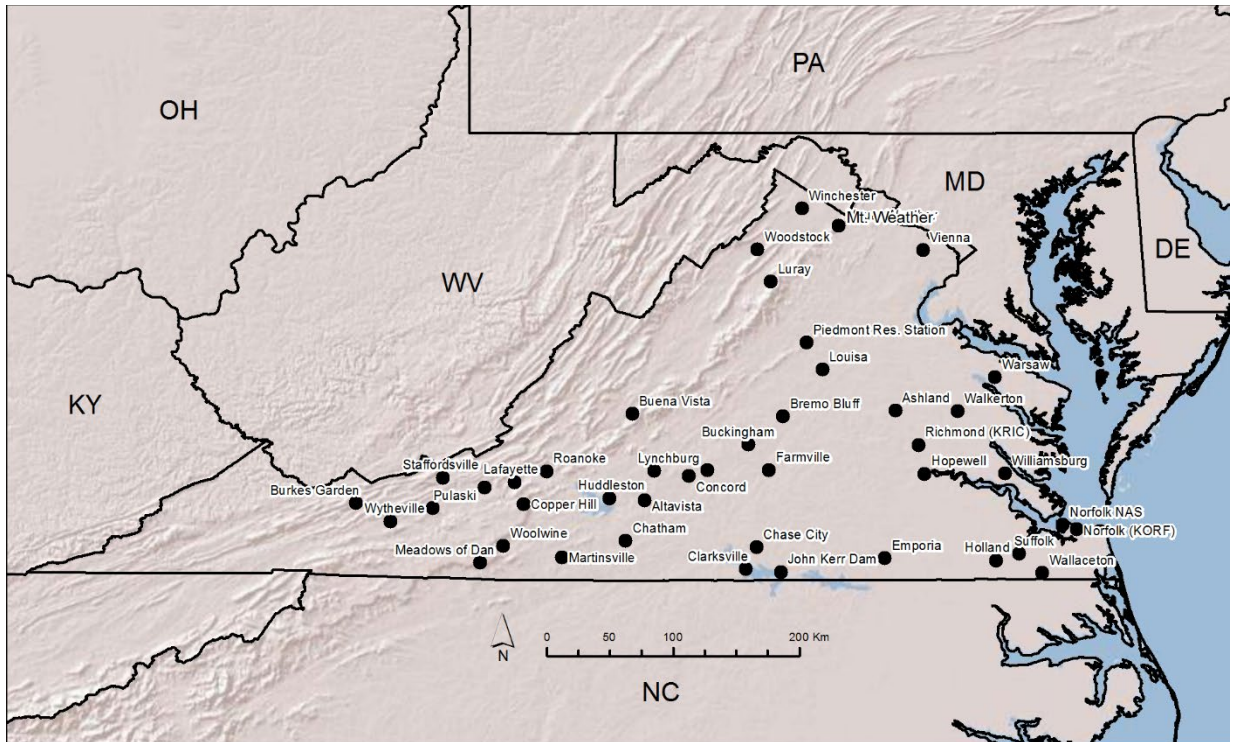 PA
OH
MD
Winchester
Mt. Weather
Woodstock
Vienna
DE
WV
Luray
Piedmont Res. Station
Louisa
Warsaw
KY
Buena Vista
Bremo Bluff
Ashland
Walkerton
Buckingham
Richmond (KRIC)
Staffordsville
Lafayette
Roanoke
Lynchburg
Farmville
Hopewell
Williamsburg
Burkes Garden
Pulaski
Huddleston
Concord
Wytheville
Copper Hill
Altavista
Norfolk NAS
Norfolk (KORF)
Woolwine
Chatham
Chase City
Suffolk
Meadows of Dan
Martinsville
Clarksville
John Kerr Dam
Emporia
Holland
Wallaceton
N
0 50 100 200 Km
NC